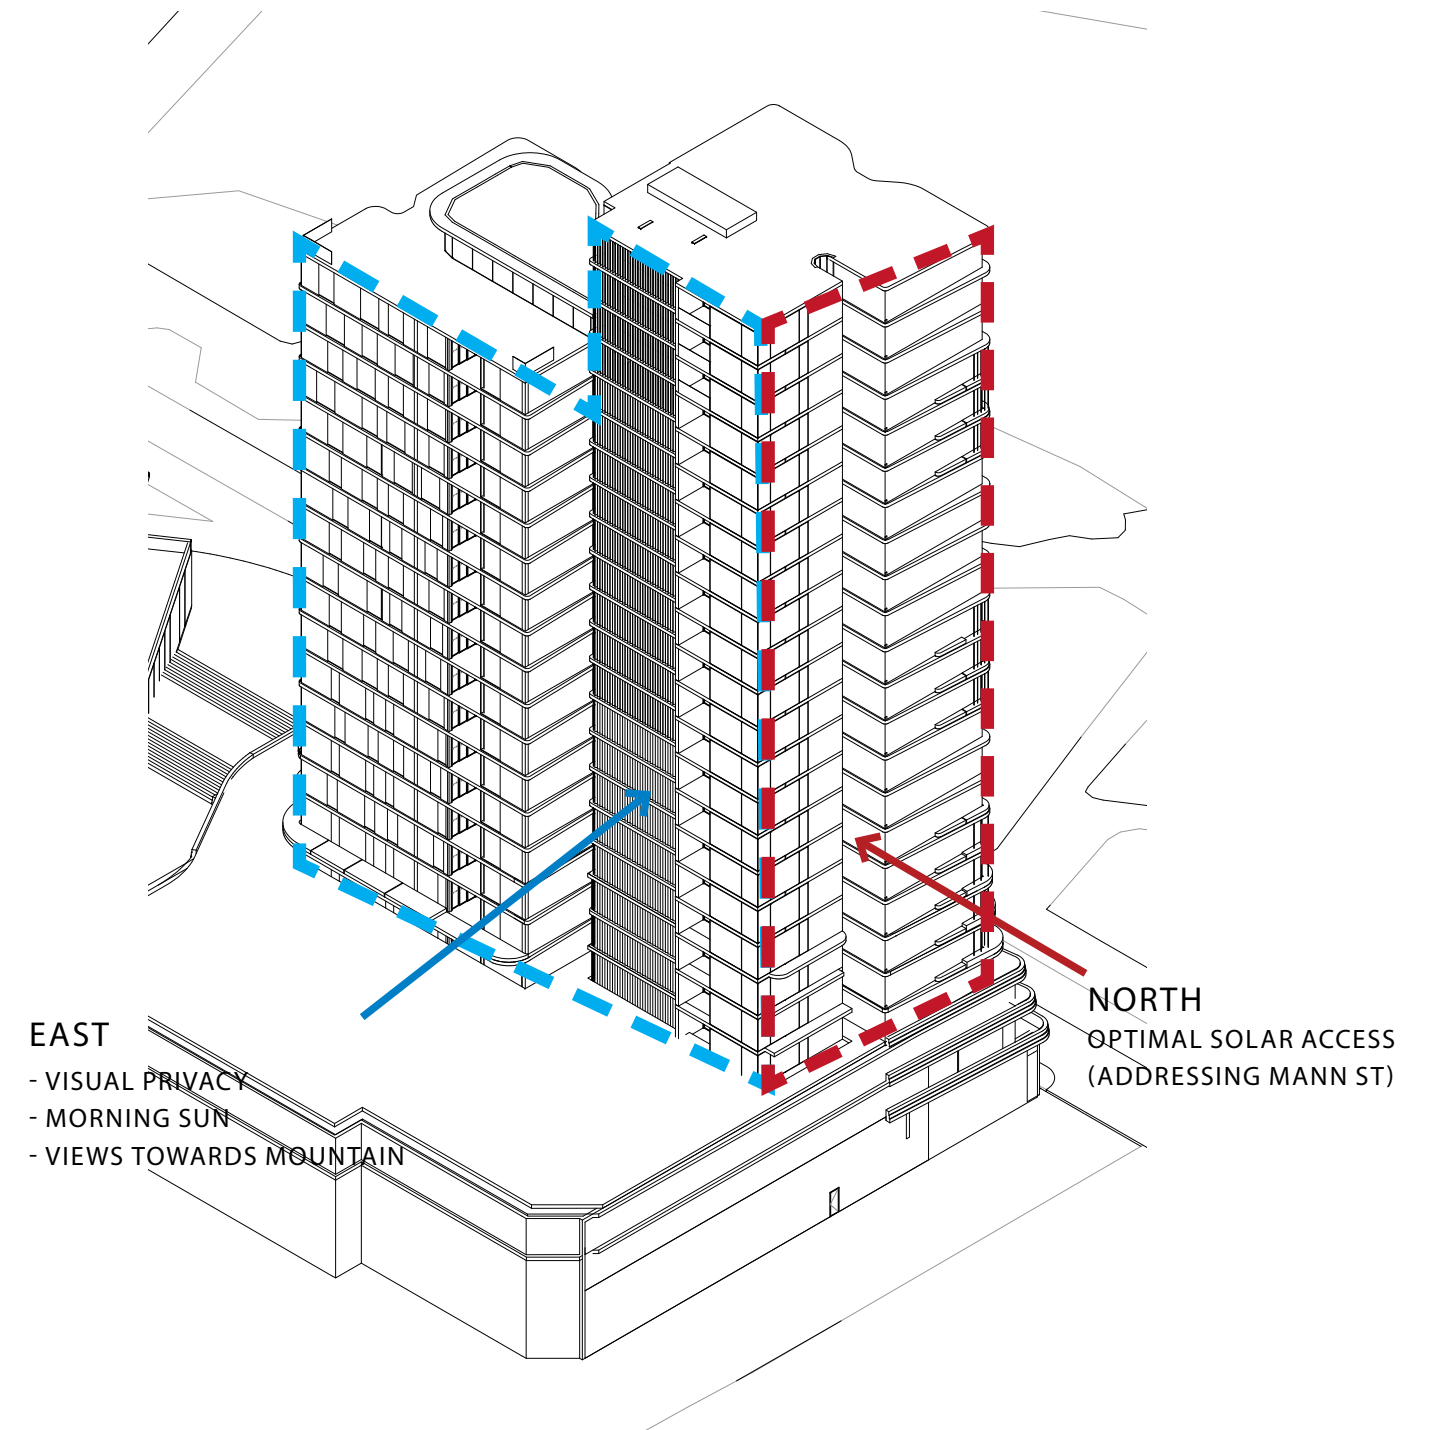 EAST
- VISUAL PRIVACY
- MORNING SUN
- VIEWS TOWARDS MOUNTAIN
NORTH
OPTIMAL SOLAR ACCESS
(ADDRESSING MANN ST)